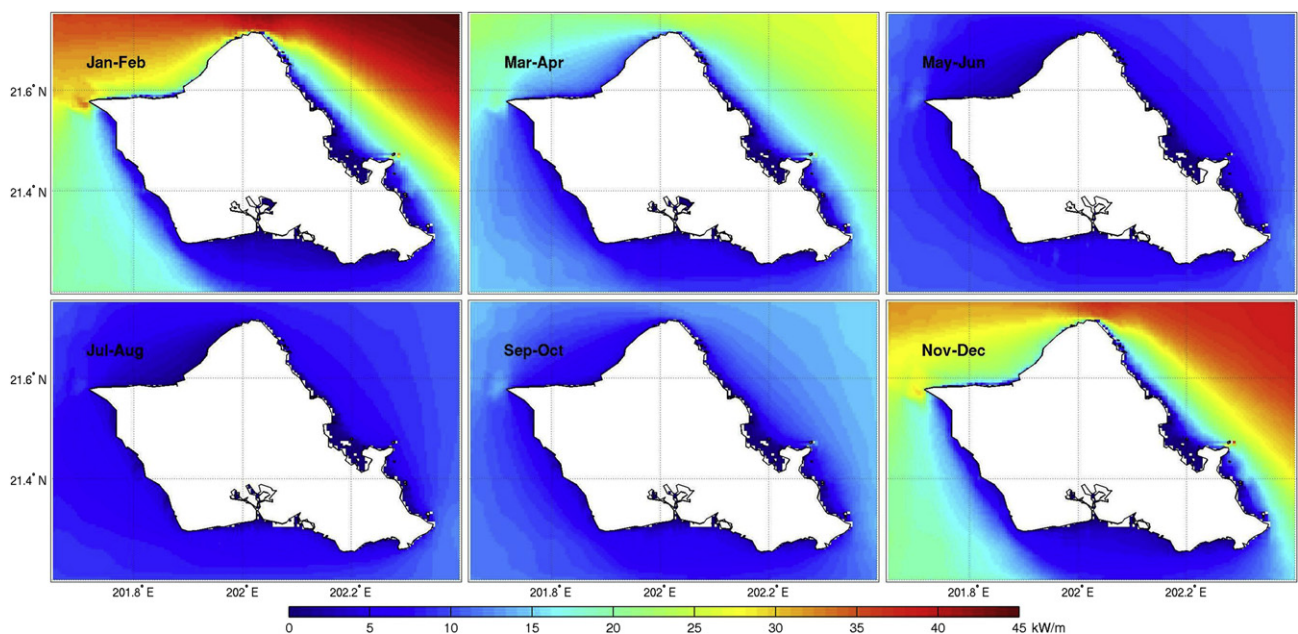 Jan-Feb
Mar-Apr
May-Jun
21.6° N
21.4° N
Jul-Aug
Sep-Oct
Nov-Dec
21.6° N
21.4° N
201.8° E 202° E 202.2° E 201.8° E 202° E 202.2° E 201.8° E 202° E 202.2° E
0 5 10 15 20 25 30 35 40 45 kW/m